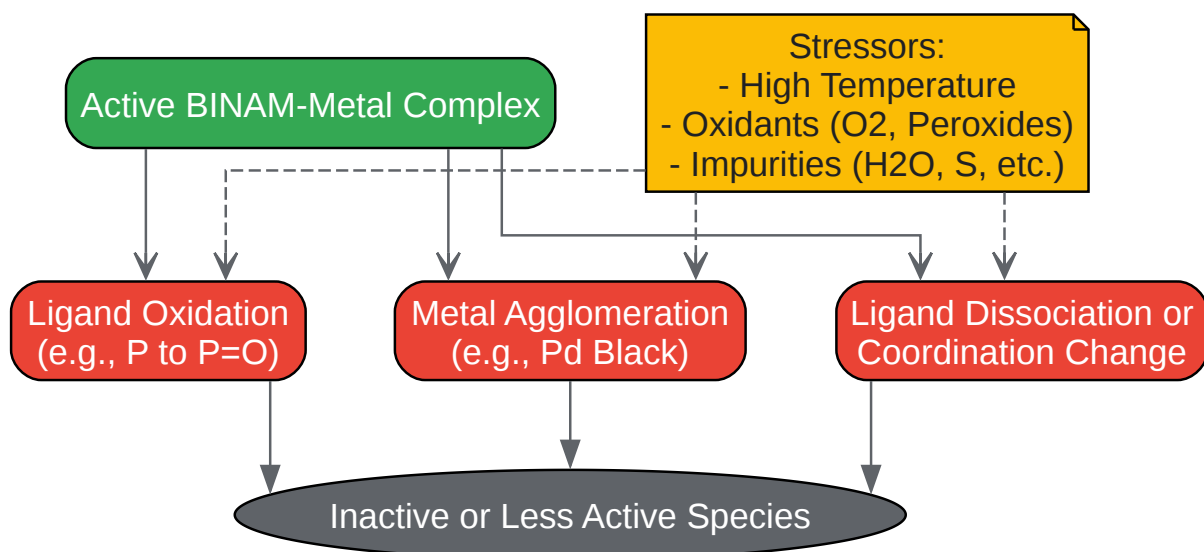 Active BINAM-Metal Complex
Stressors:
- High Temperature
- Oxidants (O2, Peroxides)
- Impurities (H2O, S, etc.)
Ligand Oxidation
(e.g., P to P=O)
Metal Agglomeration
(e.g., Pd Black)
Ligand Dissociation or
Coordination Change
Inactive or Less Active Species